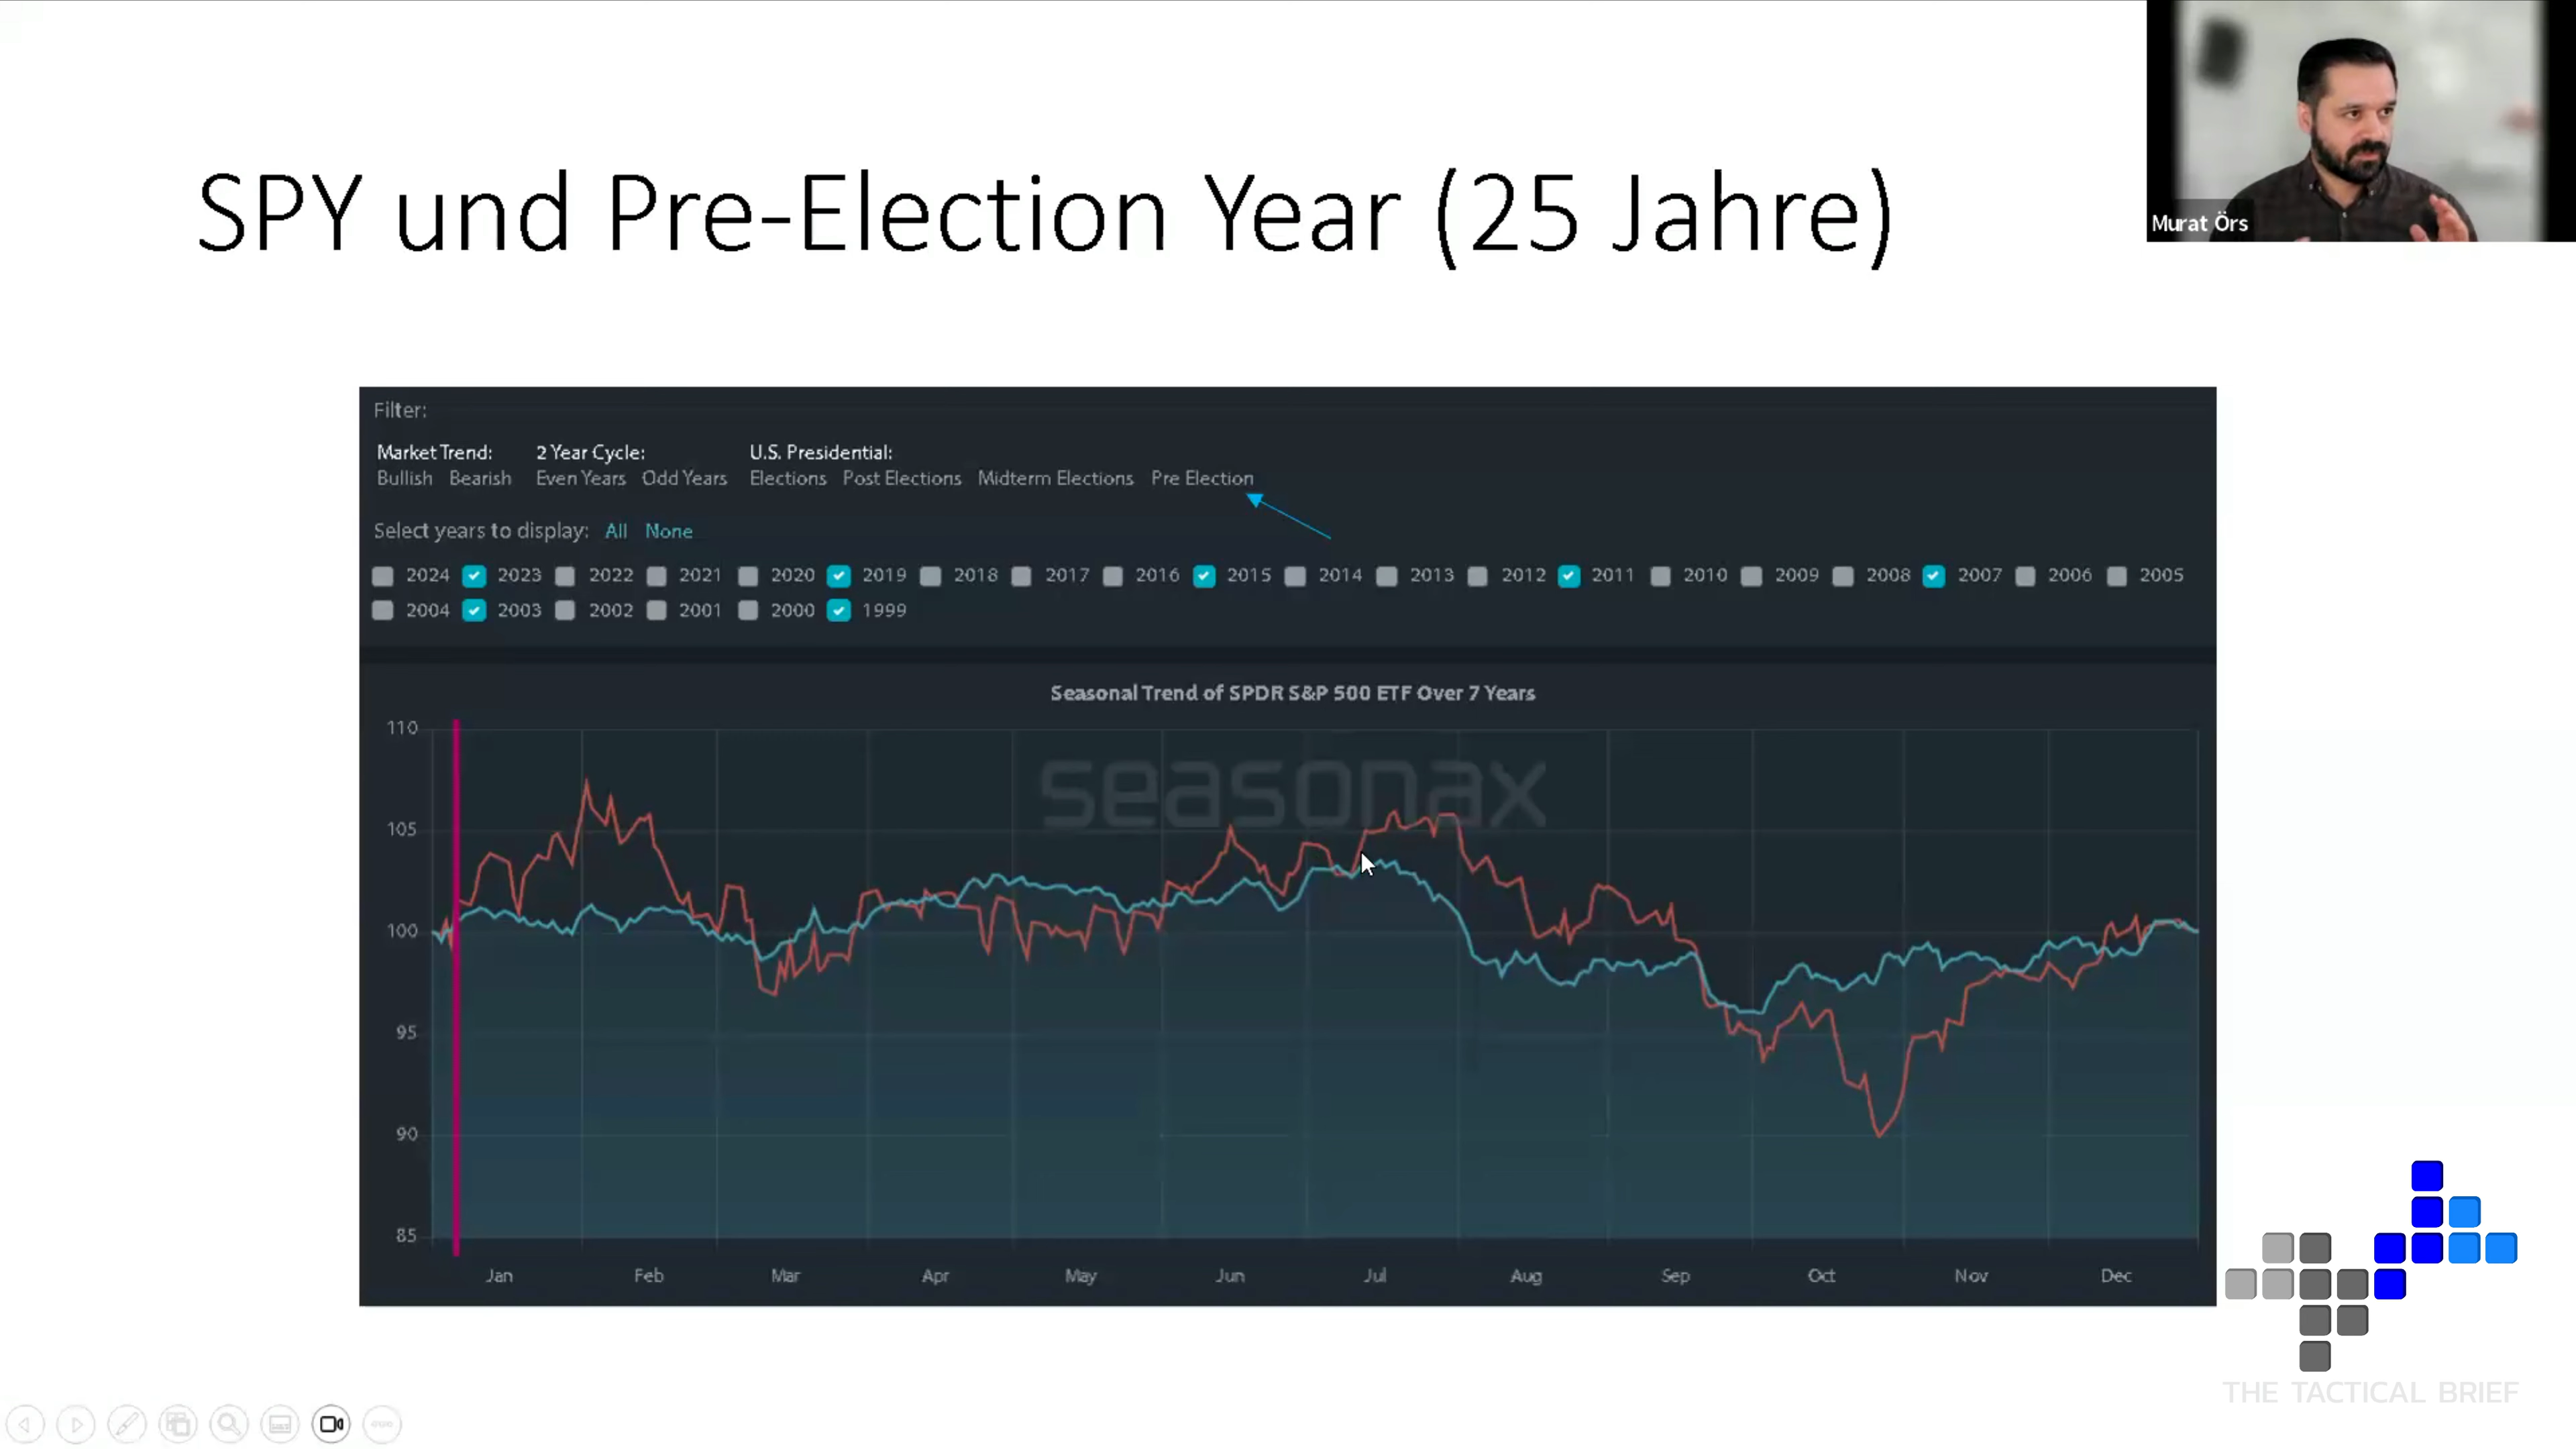 SPY und Pre-Election Year (25 Jahre)
Murat Örs
Filter:
Market Trend: 2 Year Cycle: U.S. Presidential:
Bullish Bearish Even Years Odd Years Elections Post Elections Midterm Elections Pre Election
Select years to display: All None
2024 2023 2022 2021 2020 2019 2018 2017 2016 2015 2014 2013 2012 2011 2010 2009 2008 2007 2006 2005
2004 2003 2002 2001 2000 1999
Seasonal Trend of SPDR S&P 500 ETF Over 7 Years
seasonax
110
105
100
95
90
85
Jan Feb Mar Apr May Jun Jul Aug Sep Oct Nov Dec
THE TACTICAL BRIEF